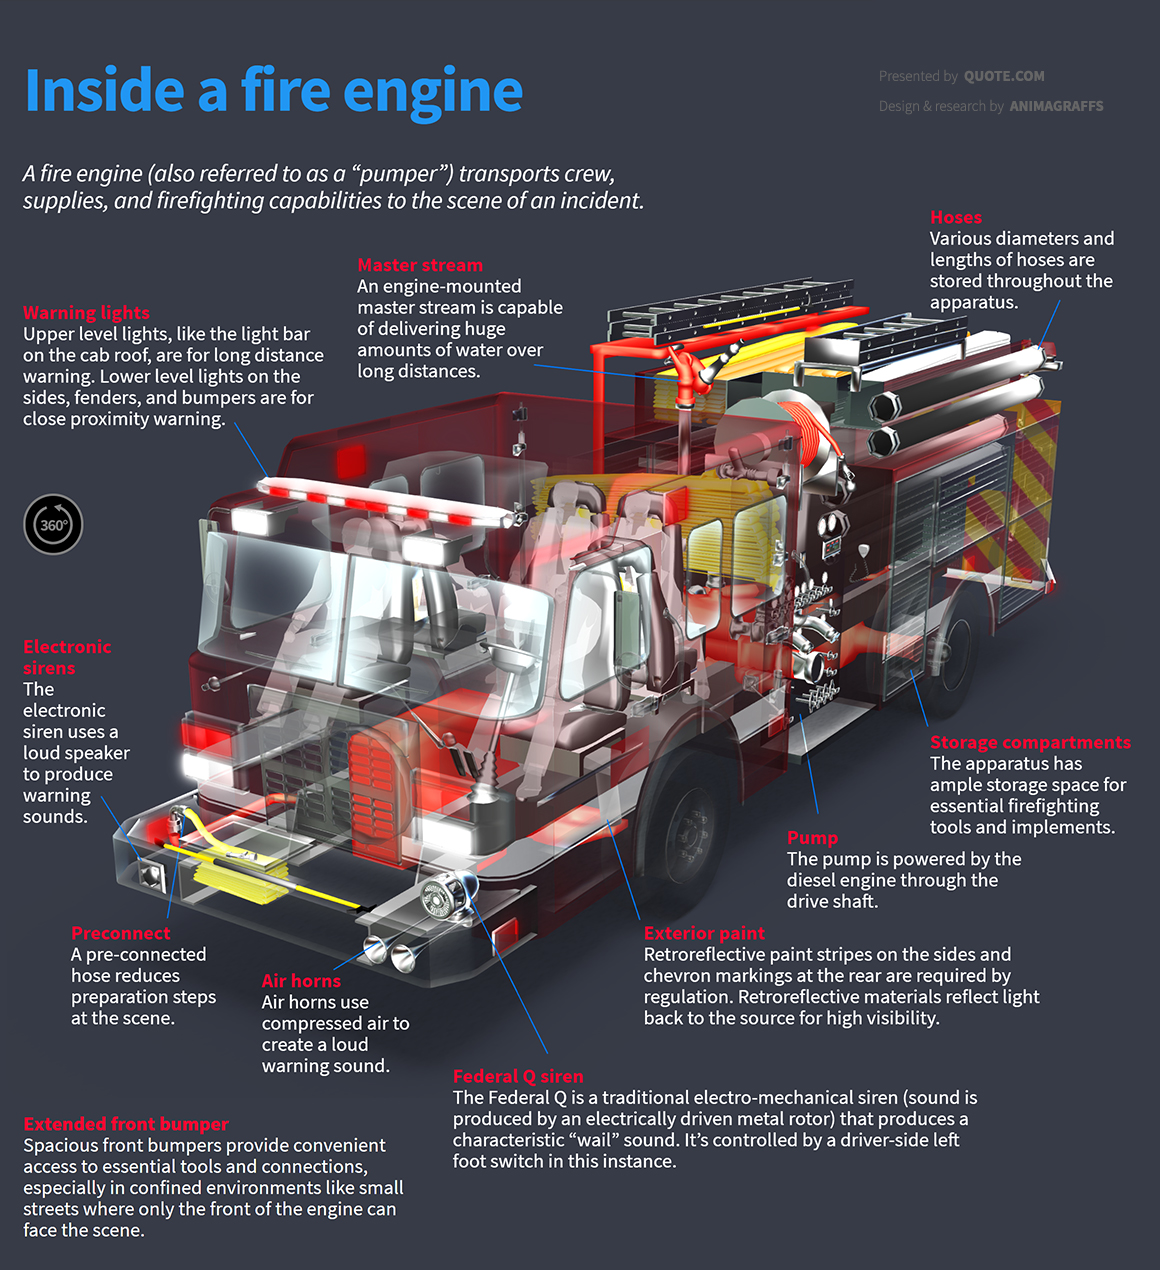 Inside a fire engine
Presented by QUOTE.COM
Design & research by ANIMAGRAFFS
A fire engine (also referred to as a “pumper”) transports crew,
supplies, and firefighting capabilities to the scene of an incident.
Hoses
Various diameters and
lengths of hoses are
stored throughout the
apparatus.
Master stream
An engine-mounted
master stream is capable
of delivering huge
amounts of water over
long distances.
Warning lights
Upper level lights, like the light bar
on the cab roof, are for long distance
warning. Lower level lights on the
sides, fenders, and bumpers are for
close proximity warning.
360°
Electronic
sirens
The
electronic
siren uses a
loud speaker
to produce
warning
sounds.
Storage compartments
The apparatus has
ample storage space for
essential firefighting
tools and implements.
Pump
The pump is powered by the
diesel engine through the
drive shaft.
Preconnect
A pre-connected
hose reduces
preparation steps
at the scene.
Air horns
Air horns use
compressed air to
create a loud
warning sound.
Exterior paint
Retroreflective paint stripes on the sides and
chevron markings at the rear are required by
regulation. Retroreflective materials reflect light
back to the source for high visibility.
Federal Q siren
The Federal Q is a traditional electro-mechanical siren (sound is
produced by an electrically driven metal rotor) that produces a
characteristic “wail” sound. It’s controlled by a driver-side left
foot switch in this instance.
Extended front bumper
Spacious front bumpers provide convenient
access to essential tools and connections,
especially in confined environments like small
streets where only the front of the engine can
face the scene.